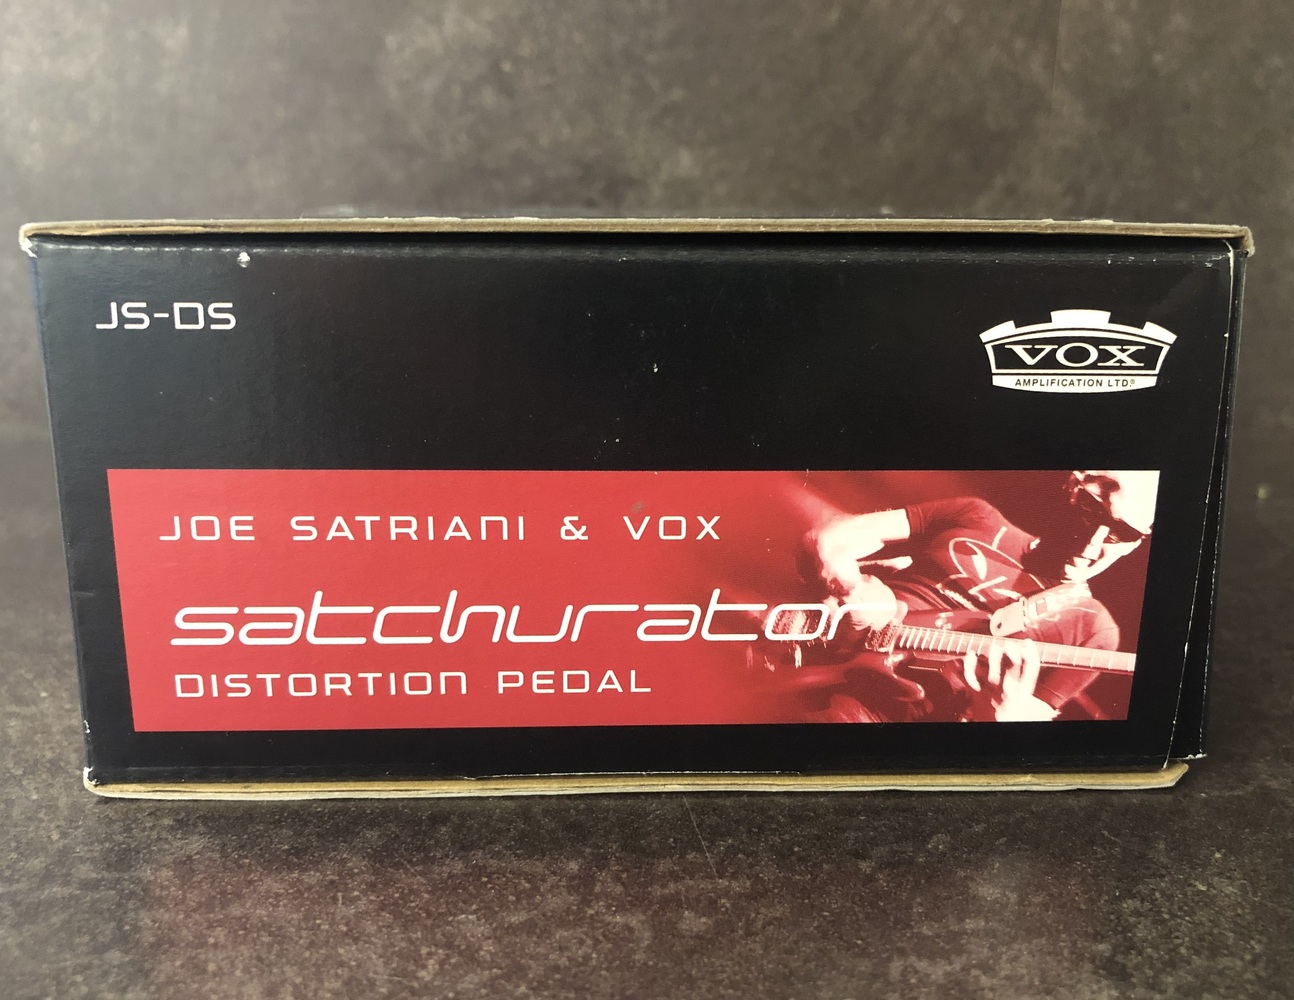 JS-DS
VOX
AMPLIFICATION LTD®
JOE SATRIANI & VOX
satchurator
DISTORTION PEDAL